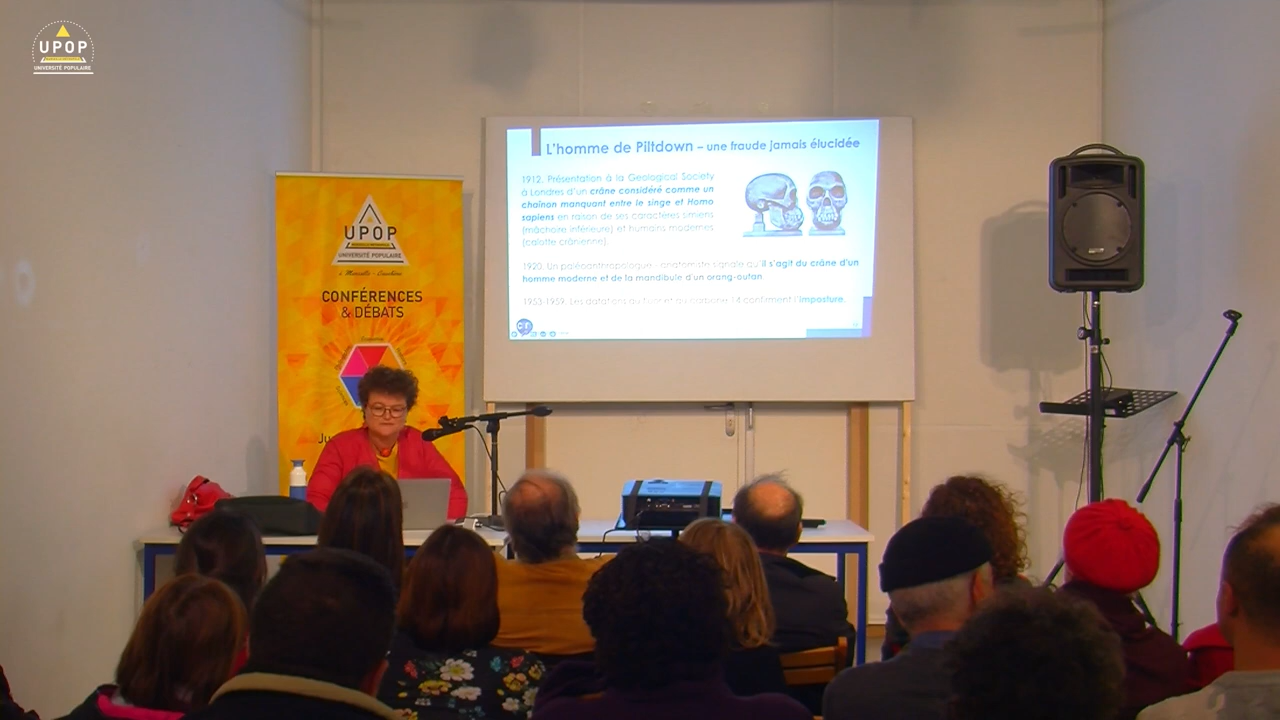 UPOP
UNIVERSITÉ POPULAIRE
L'homme de Piltdown – une fraude jamais élucidée
1912. Présentation à la Geological Society
à Londres d'un crâne considéré comme un
chaînon manquant entre le singe et Homo
sapiens en raison de ses caractères simiens
(mâchoire inférieure) et humains modernes
(calotte crânienne)
1920. Un paléoanthropologue - anatomiste signale qu'il s'agit du crâne d'un
homme moderne et de la mandibule d'un orang-outan
1953-1959. Les datations au fluor et au carbone 14 confirment l'imposture.
UPOP
UNIVERSITÉ POPULAIRE
CONFÉRENCES
& DÉBATS